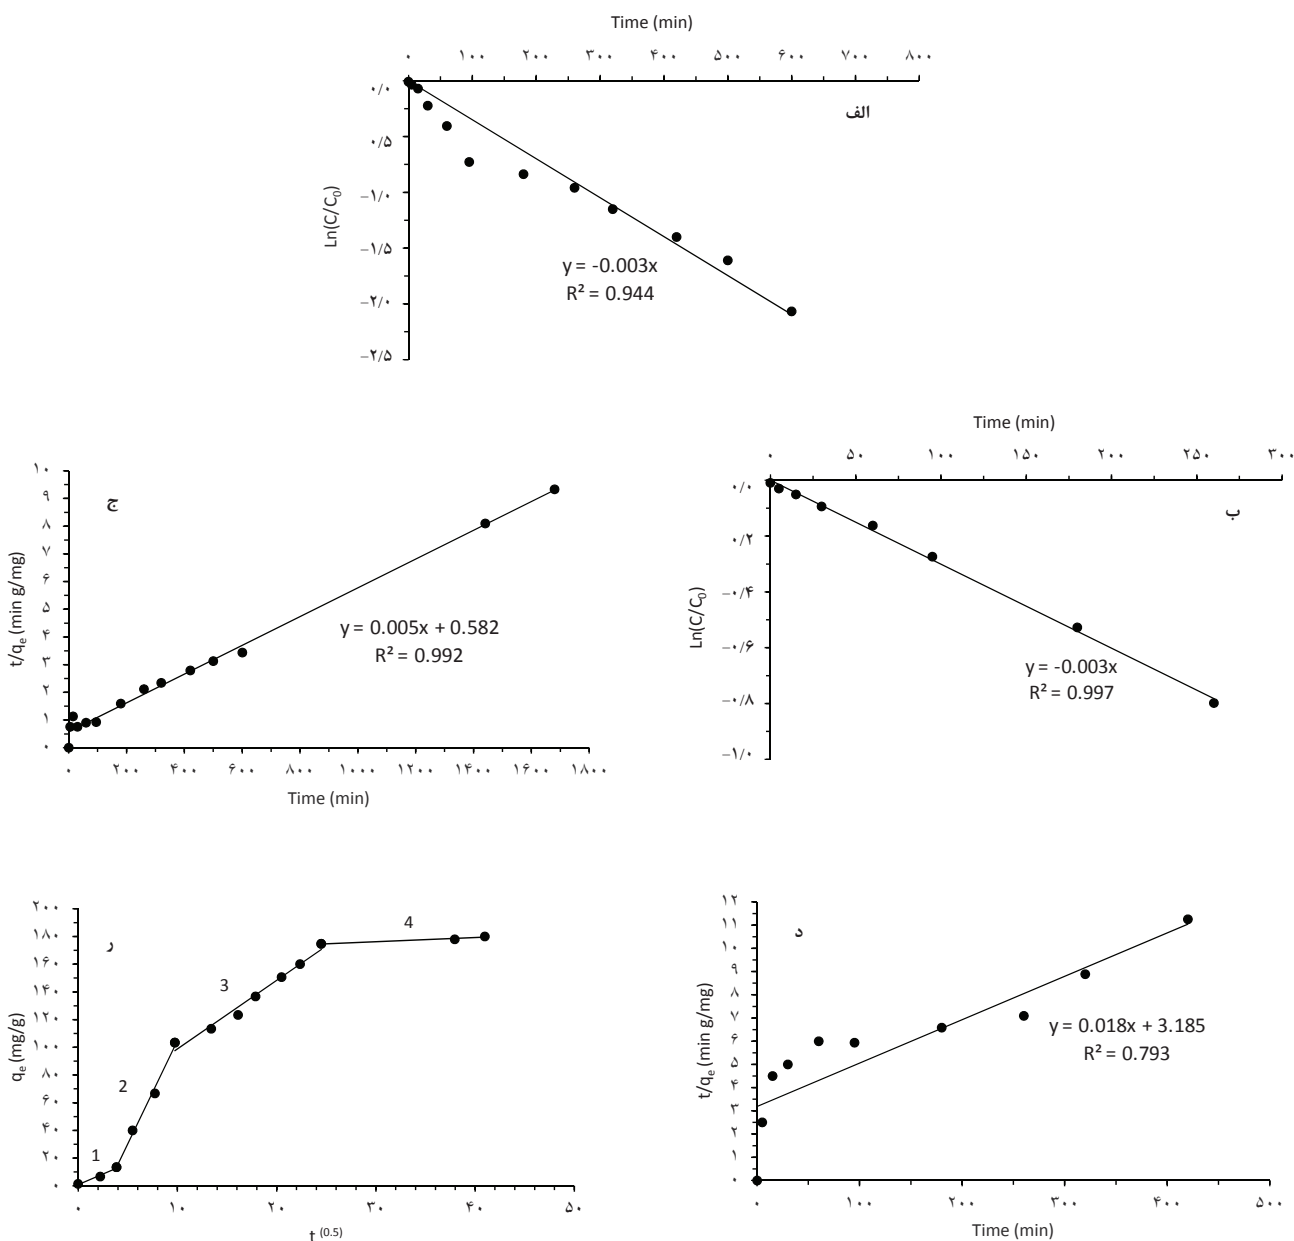 Time (min)
۰ ۱۰۰ ۲۰۰ ۳۰۰ ۴۰۰ ۵۰۰ ۶۰۰ ۷۰۰ ۸۰۰
الف
۰/۰
۰/۵
−۱/۰
−۱/۵
−۲/۰
−۲/۵
Ln(C/C₀)
y = -0.003x
R² = 0.944
Time (min)
۰ ۵۰ ۱۰۰ ۱۵۰ ۲۰۰ ۲۵۰ ۳۰۰
ب
۰/۰
۰/۲
−۰/۴
−۰/۶
−۰/۸
−۱/۰
Ln(C/C₀)
y = -0.003x
R² = 0.997
ج
۱۰
۹
۸
۷
۶
۵
۴
۳
۲
۱
۰
t/qₑ (min g/mg)
y = 0.005x + 0.582
R² = 0.992
۰ ۲۰۰ ۴۰۰ ۶۰۰ ۸۰۰ ۱۰۰۰ ۱۲۰۰ ۱۴۰۰ ۱۶۰۰ ۱۸۰۰
Time (min)
د
۱۲
۱۱
۱۰
۹
۸
۷
۶
۵
۴
۳
۲
۱
۰
t/qₑ (min g/mg)
y = 0.018x + 3.185
R² = 0.793
۰ ۱۰۰ ۲۰۰ ۳۰۰ ۴۰۰ ۵۰۰
Time (min)
ر
۲۰۰
۱۸۰
۱۶۰
۱۴۰
۱۲۰
۱۰۰
۸۰
۶۰
۴۰
۲۰
۰
qₑ (mg/g)
1
2
3
4
۰ ۱۰ ۲۰ ۳۰ ۴۰ ۵۰
t (0.5)